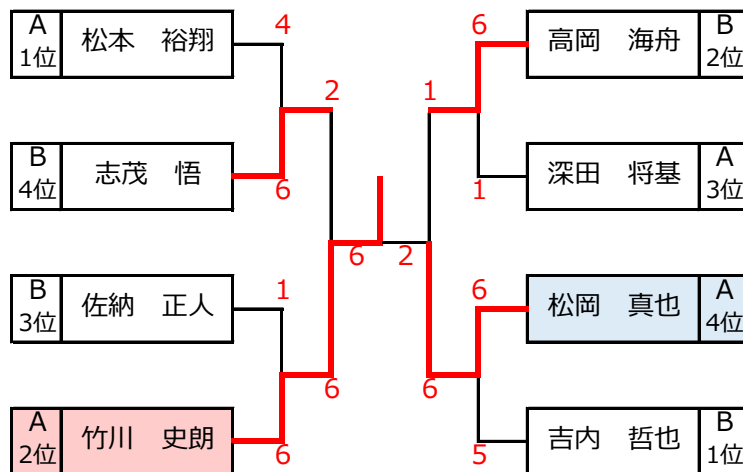 A
1位
松本　裕翔
4
6
高岡　海舟
B
2位
2
1
B
4位
志茂　悟
6
1
深田　将基
A
3位
6
2
B
3位
佐納　正人
1
6
松岡　真也
A
4位
6
6
A
2位
竹川　史朗
6
5
吉内　哲也
B
1位